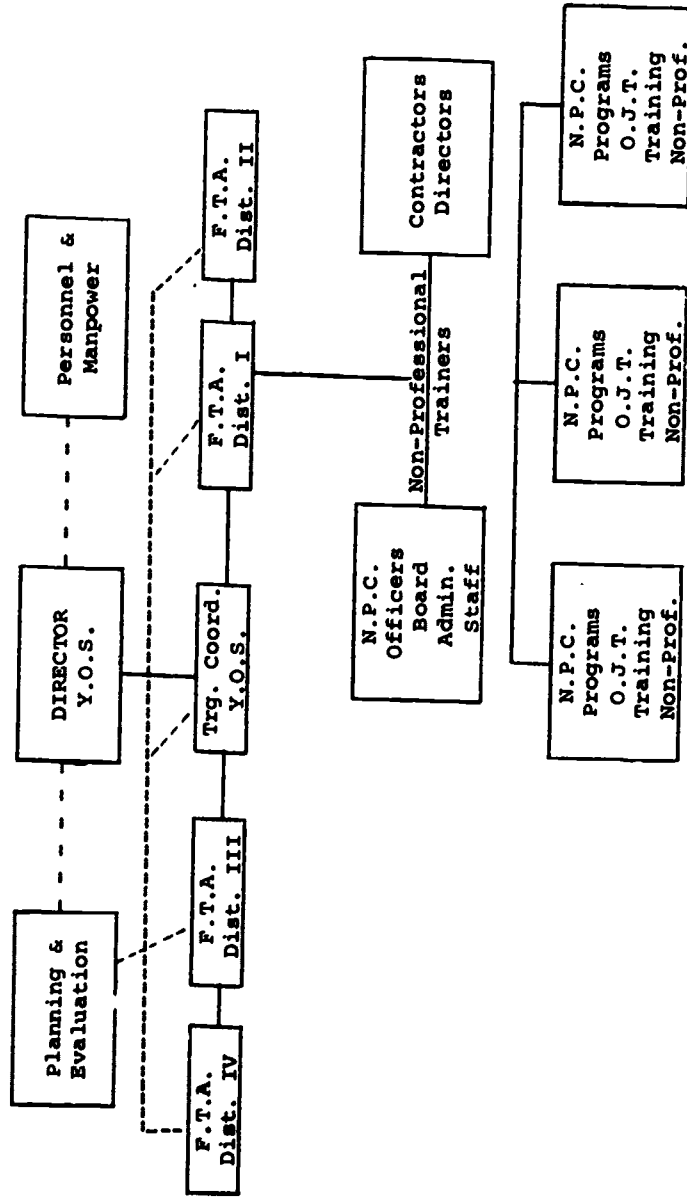 Planning &
Evaluation
DIRECTOR
Y.O.S.
Personnel &
Manpower
F.T.A.
Dist. IV
F.T.A.
Dist. III
Trg. Coord.
Y.O.S.
F.T.A.
Dist. I
F.T.A.
Dist. II
N.P.C.
Officers
Board
Admin.
Staff
Non-Professional
Trainers
Contractors
Directors
N.P.C.
Programs
O.J.T.
Training
Non-Prof.
N.P.C.
Programs
O.J.T.
Training
Non-Prof.
N.P.C.
Programs
O.J.T.
Training
Non-Prof.